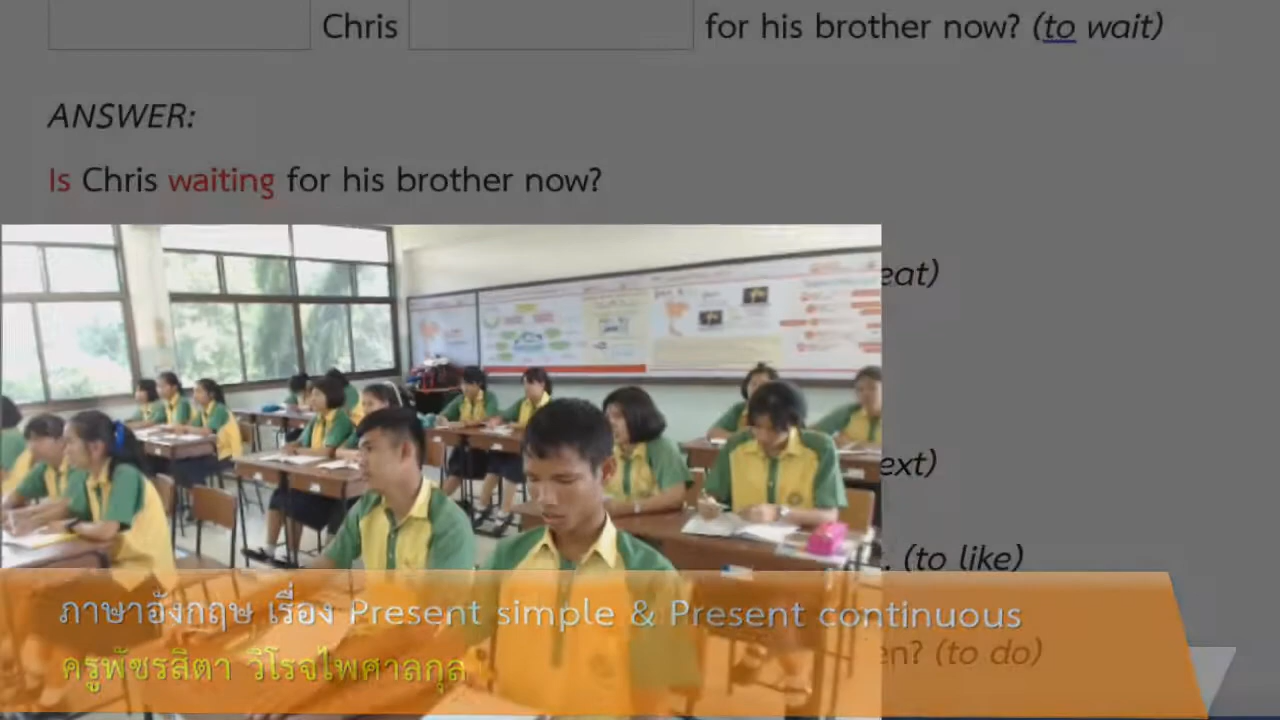 Chris for his brother now? (to wait)
ANSWER:
Is Chris waiting for his brother now?
eat)
ext)
. (to like)
en? (to do)
ภาษาอังกฤษ เรื่อง Present simple & Present continuous
ครูพัชรสิตา วิโรจไพศาลกุล